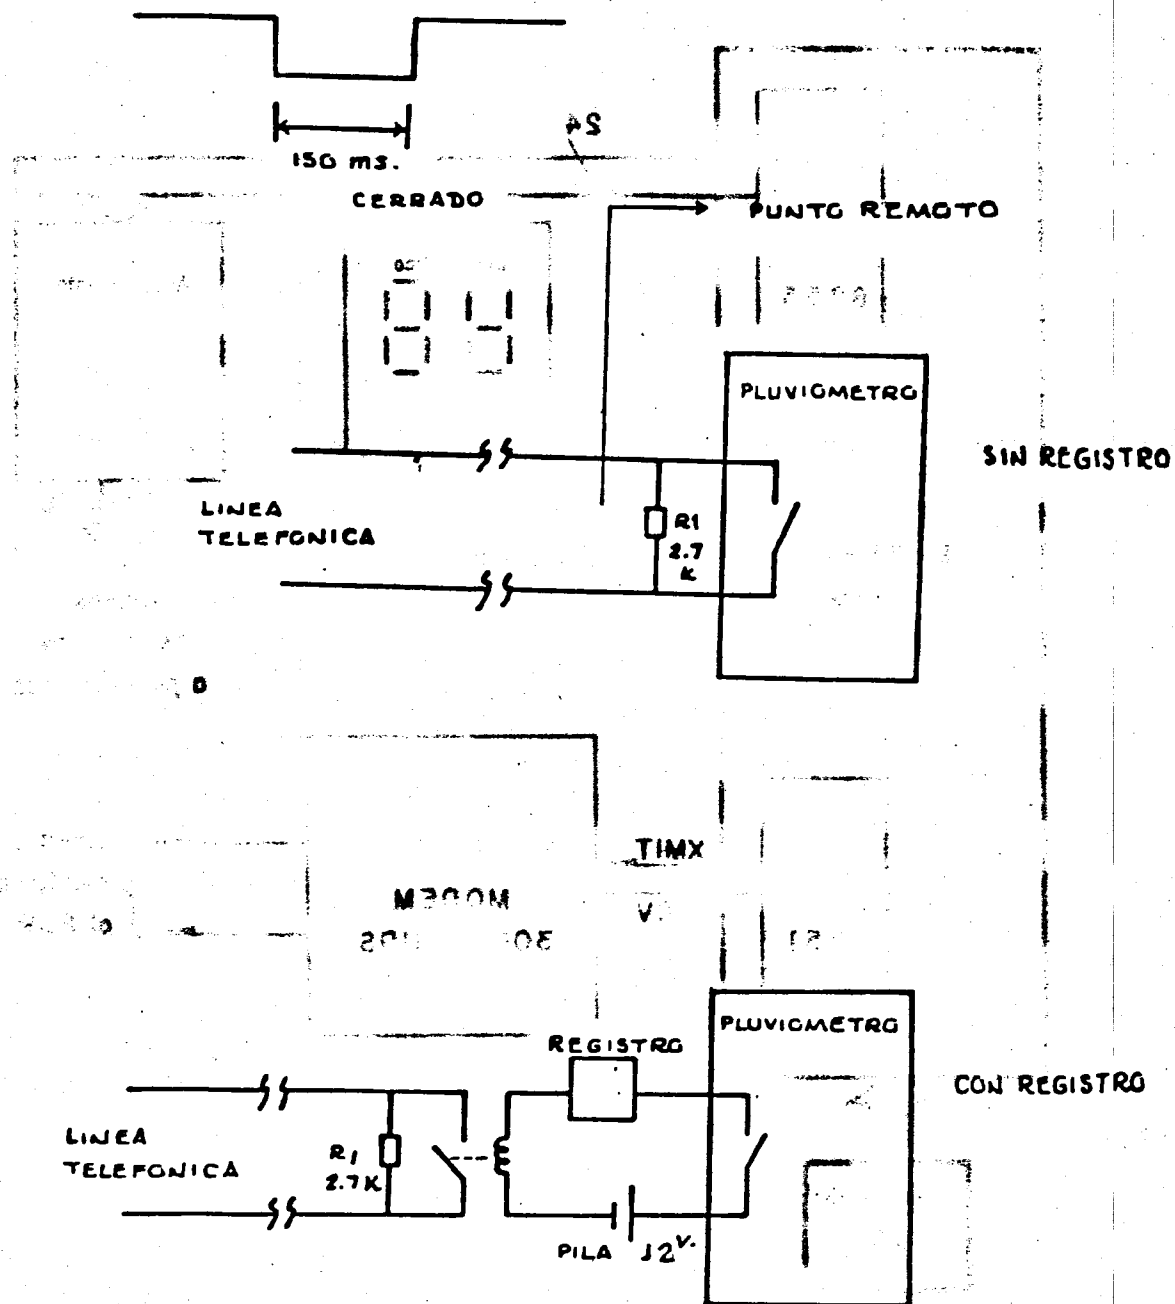 150 ms.
CERRADO
PUNTO REMOTO
PLUVIOMETRO
SIN REGISTRO
LINEA
TELEFONICA
R1
2.7
K
PLUVIOMETRO
REGISTRO
CON REGISTRO
LINEA
TELEFONICA
R1
2.7K
PILA 12V.